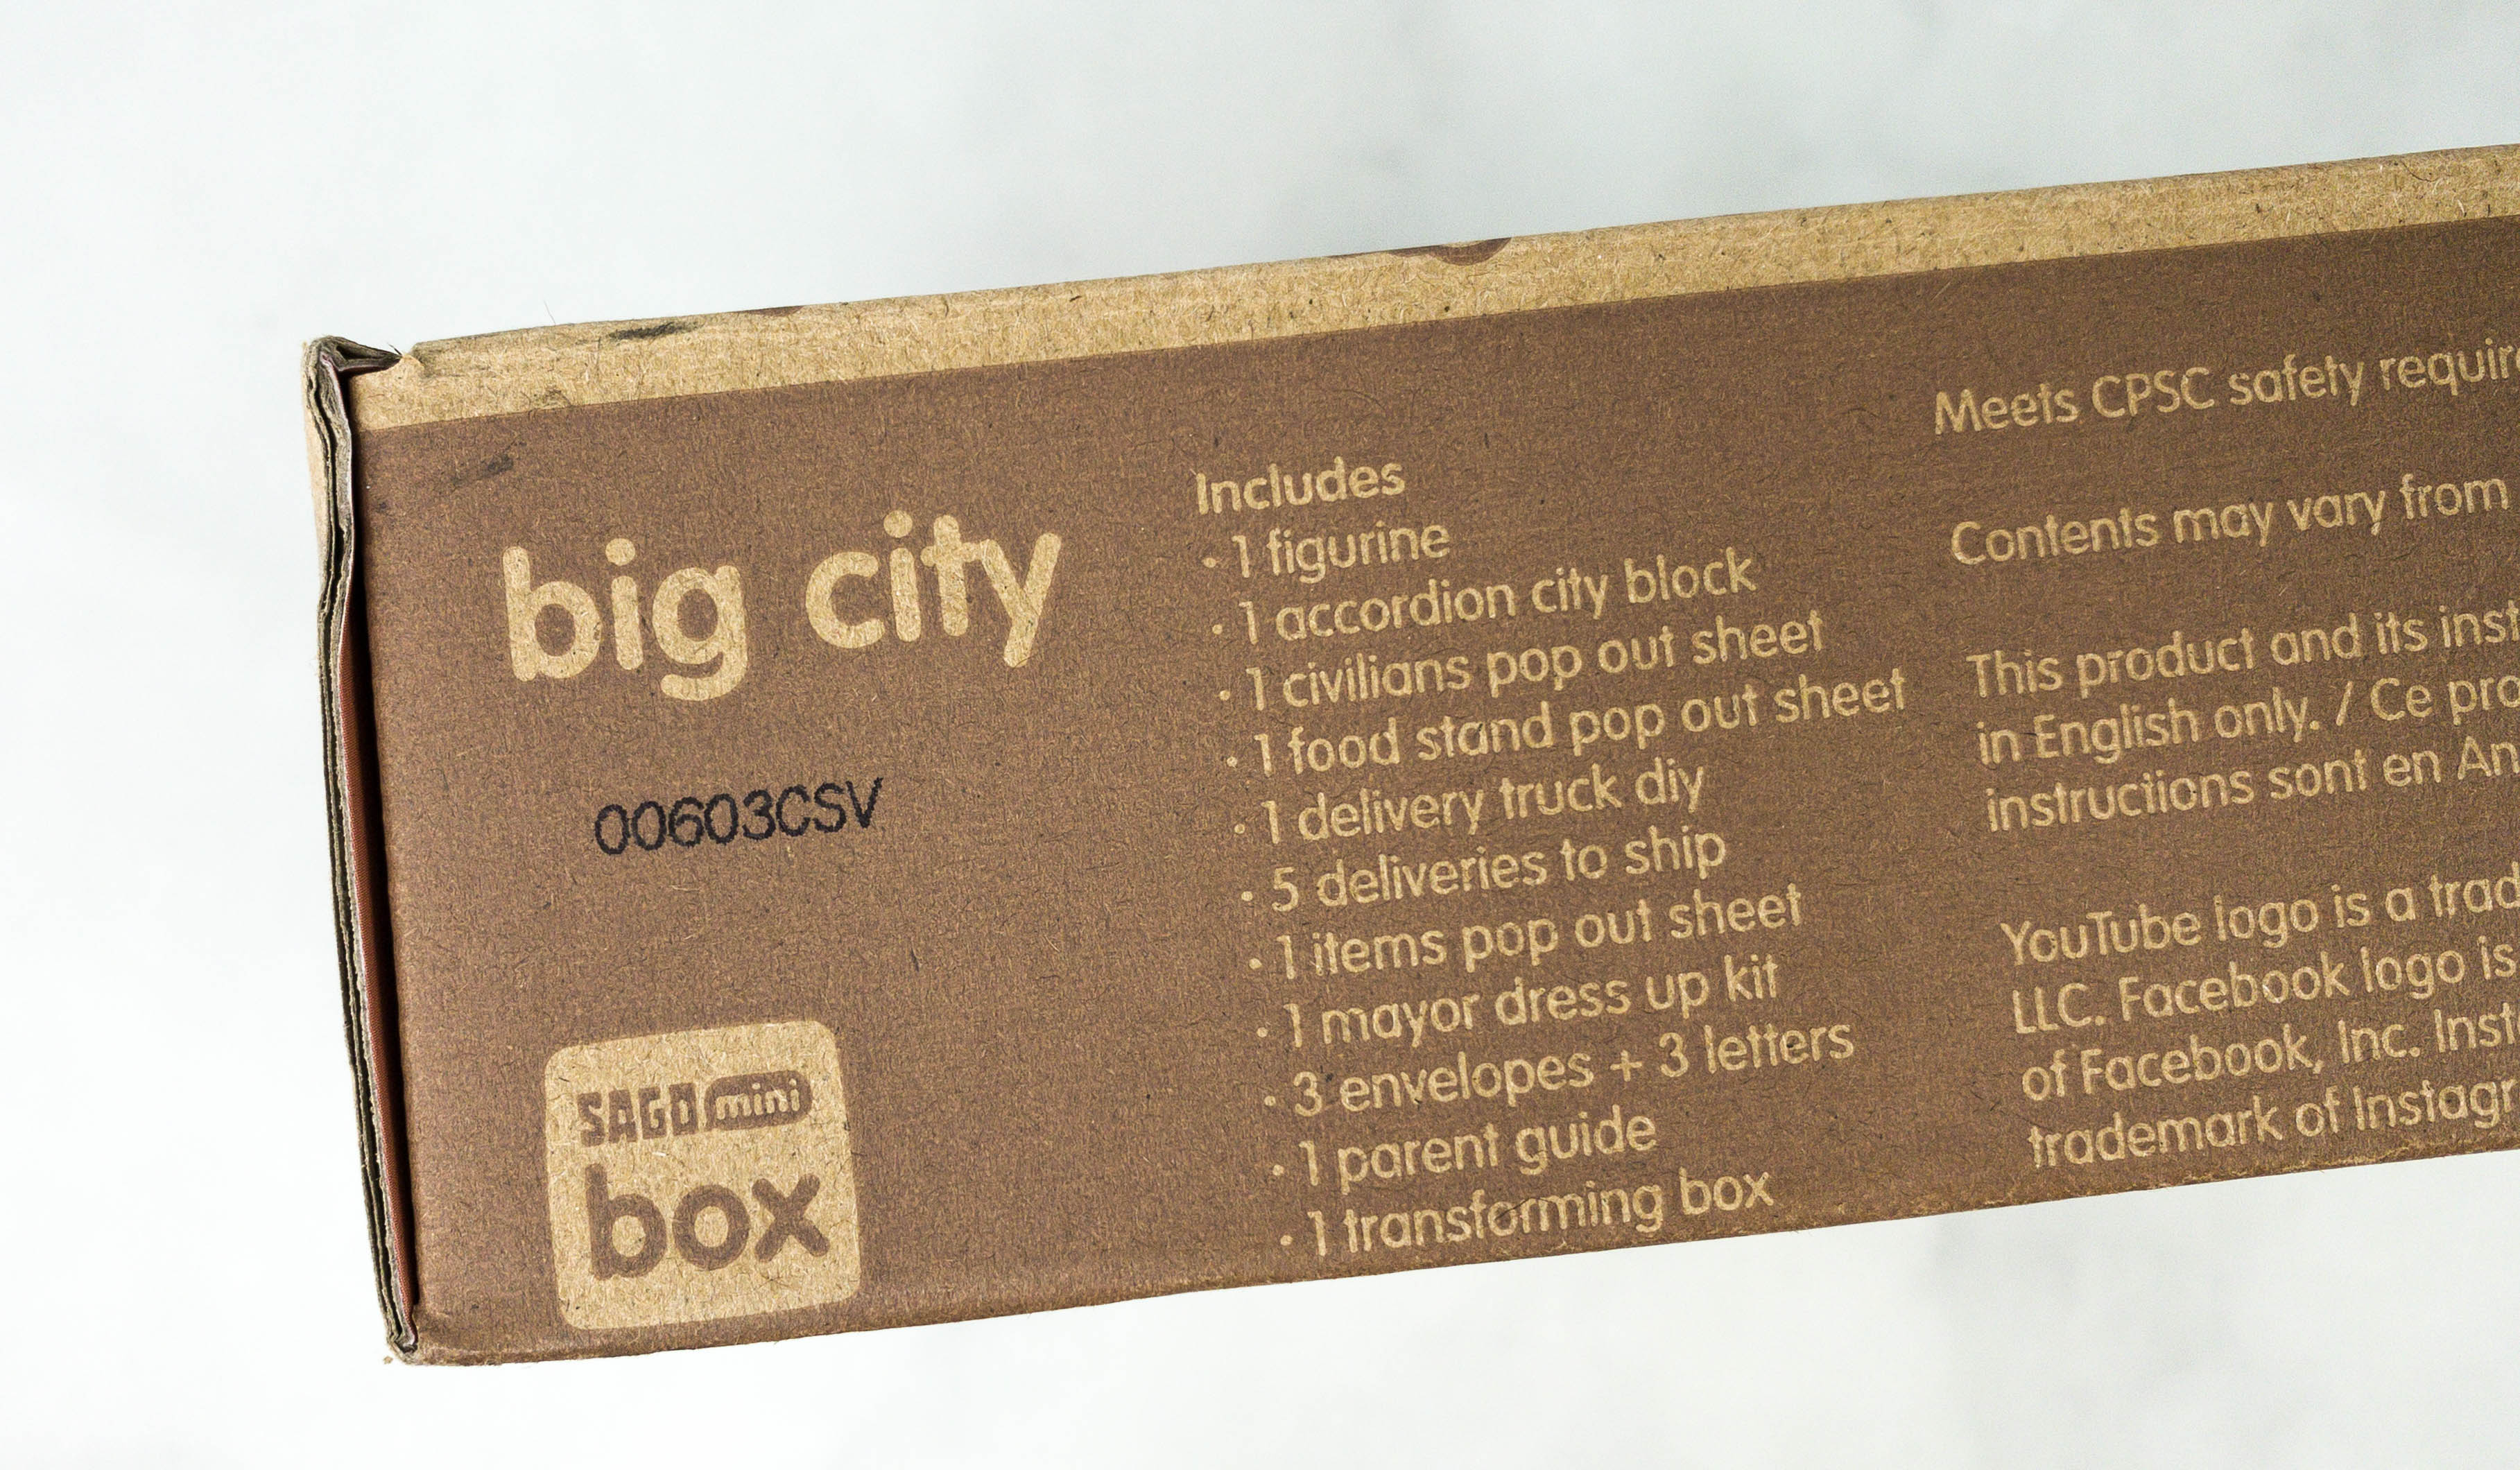 big city
00603CSV
SAGO mini
box
Includes
· 1 figurine
· 1 accordion city block
· 1 civilians pop out sheet
· 1 food stand pop out sheet
· 1 delivery truck diy
· 5 deliveries to ship
· 1 items pop out sheet
· 1 mayor dress up kit
· 3 envelopes + 3 letters
· 1 parent guide
· 1 transforming box
Meets CPSC safety
Contents may vary from
This product and its
in English only. / Ce
instructions sont en
YouTube logo is a
LLC. Facebook logo is
of Facebook, Inc.
trademark of